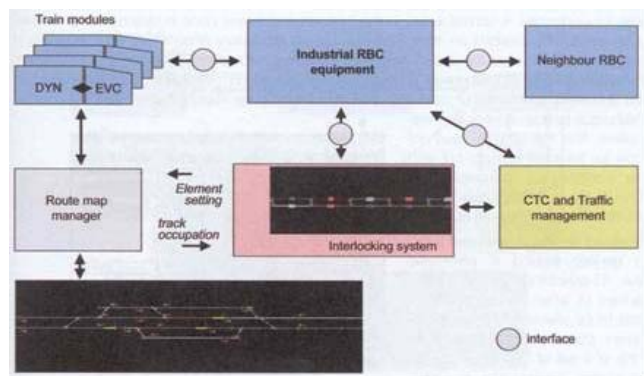 Train modules
DYN
EVC
Industrial RBC
equipment
Neighbour RBC
Route map
manager
Element
setting
track
occupation
Interlocking system
CTC and Traffic
management
interface